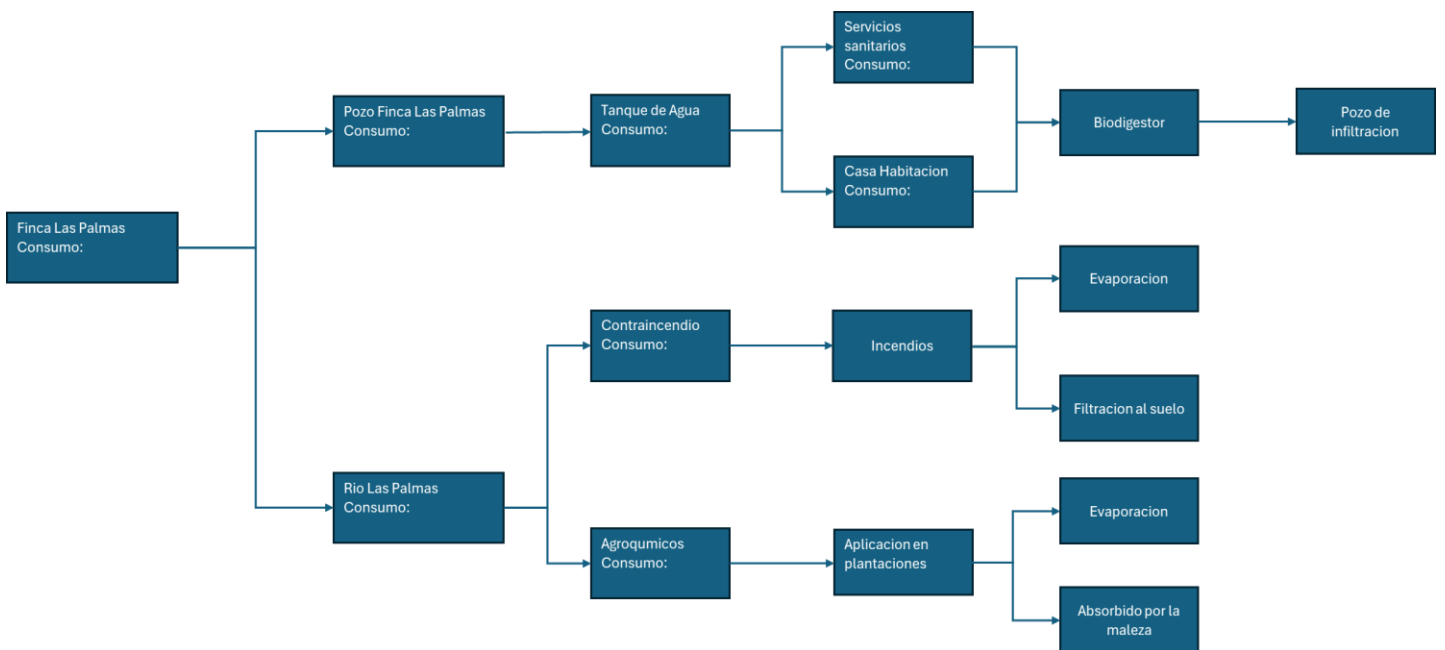 Finca Las Palmas
Consumo:
Pozo Finca Las Palmas
Consumo:
Tanque de Agua
Consumo:
Servicios
sanitarios
Consumo:
Casa Habitacion
Consumo:
Biodigestor
Pozo de
infiltracion
Rio Las Palmas
Consumo:
Contraincendio
Consumo:
Incendios
Evaporacion
Filtracion al suelo
Agroqumicos
Consumo:
Aplicacion en
plantaciones
Evaporacion
Absorbido por la
maleza